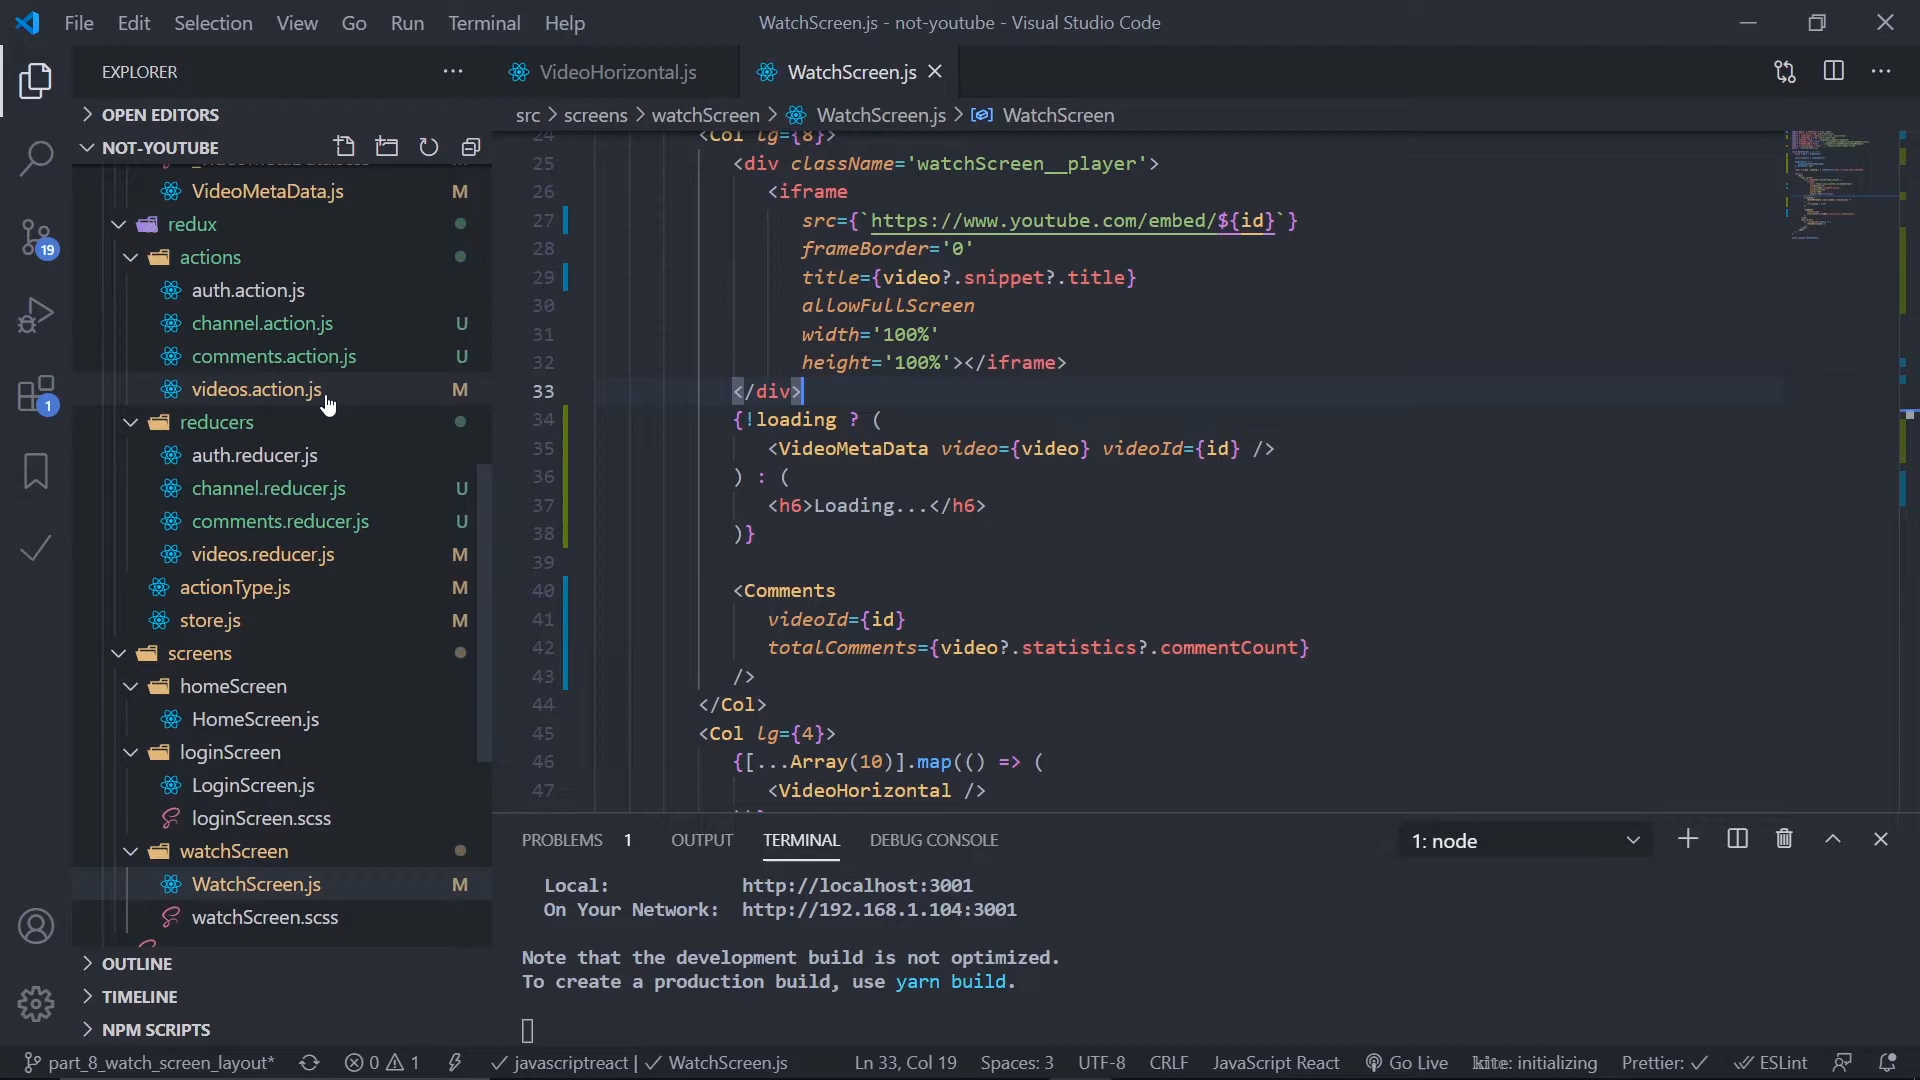 File Edit Selection View Go Run Terminal Help
WatchScreen.js - not-youtube - Visual Studio Code
EXPLORER
VideoHorizontal.js
WatchScreen.js
OPEN EDITORS
src > screens > watchScreen > WatchScreen.js > WatchScreen
NOT-YOUTUBE
VideoMetaData.js M
redux
actions
auth.action.js
channel.action.js U
comments.action.js U
videos.action.js M
reducers
auth.reducer.js
channel.reducer.js U
comments.reducer.js U
videos.reducer.js M
actionType.js M
store.js M
screens
homeScreen
HomeScreen.js
loginScreen
LoginScreen.js
loginScreen.scss
watchScreen
WatchScreen.js M
watchScreen.scss
OUTLINE
TIMELINE
NPM SCRIPTS
19
1
24 <Col lg={8}>
25 <div className='watchScreen__player'>
26 <iframe
27 src={`https://www.youtube.com/embed/${id}`}
28 frameBorder='0'
29 title={video?.snippet?.title}
30 allowFullScreen
31 width='100%'
32 height='100%'></iframe>
33 </div>
34 {!loading ? (
35 <VideoMetaData video={video} videoId={id} />
36 ) : (
37 <h6>Loading...</h6>
38 )}
39
40 <Comments
41 videoId={id}
42 totalComments={video?.statistics?.commentCount}
43 />
44 </Col>
45 <Col lg={4}>
46 {[...Array(10)].map(() => (
47 <VideoHorizontal />
PROBLEMS 1 OUTPUT TERMINAL DEBUG CONSOLE
1: node
Local: http://localhost:3001
On Your Network: http://192.168.1.104:3001
Note that the development build is not optimized.
To create a production build, use yarn build.
part_8_watch_screen_layout* 0 1 javascriptreact | WatchScreen.js Ln 33, Col 19 Spaces: 3 UTF-8 CRLF JavaScript React Go Live kite: initializing Prettier: ESLint